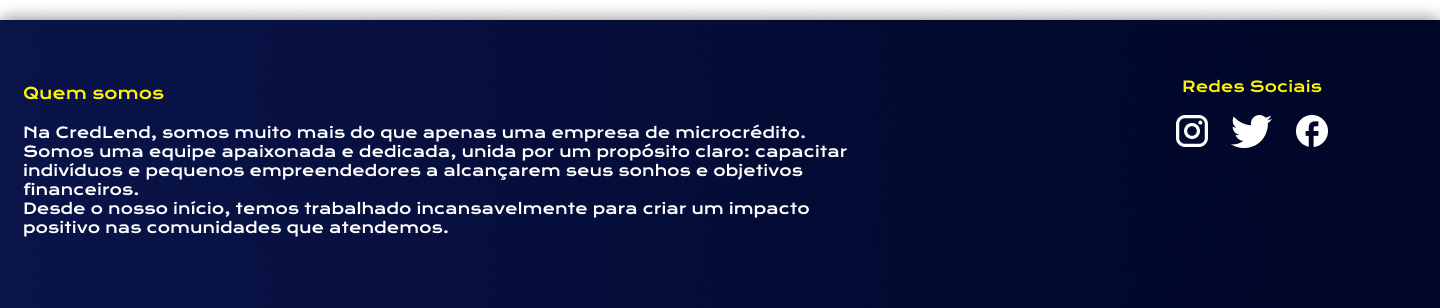 Quem somos
Na CredLend, somos muito mais do que apenas uma empresa de microcrédito.
Somos uma equipe apaixonada e dedicada, unida por um propósito claro: capacitar
indivíduos e pequenos empreendedores a alcançarem seus sonhos e objetivos
financeiros.
Desde o nosso início, temos trabalhado incansavelmente para criar um impacto
positivo nas comunidades que atendemos.
Redes Sociais